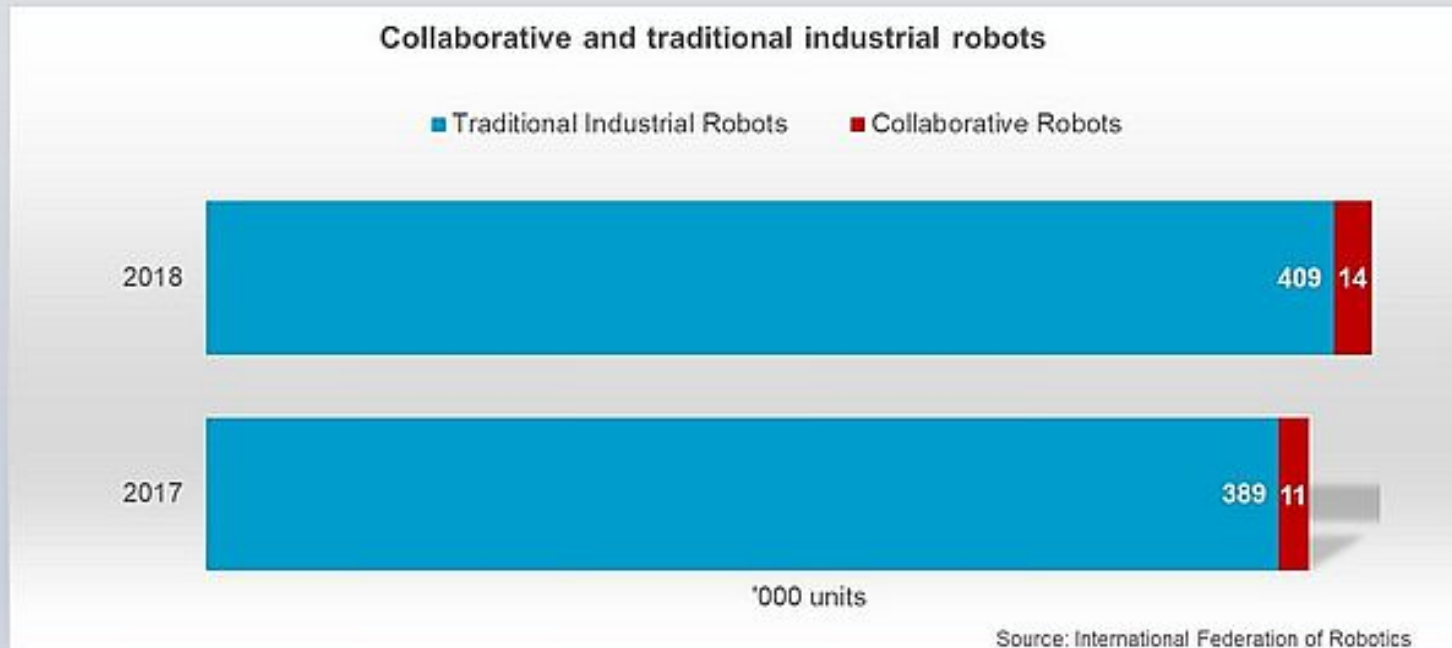 Collaborative and traditional industrial robots
Traditional Industrial Robots Collaborative Robots
2018 409 14
2017 389 11
'000 units
Source: International Federation of Robotics